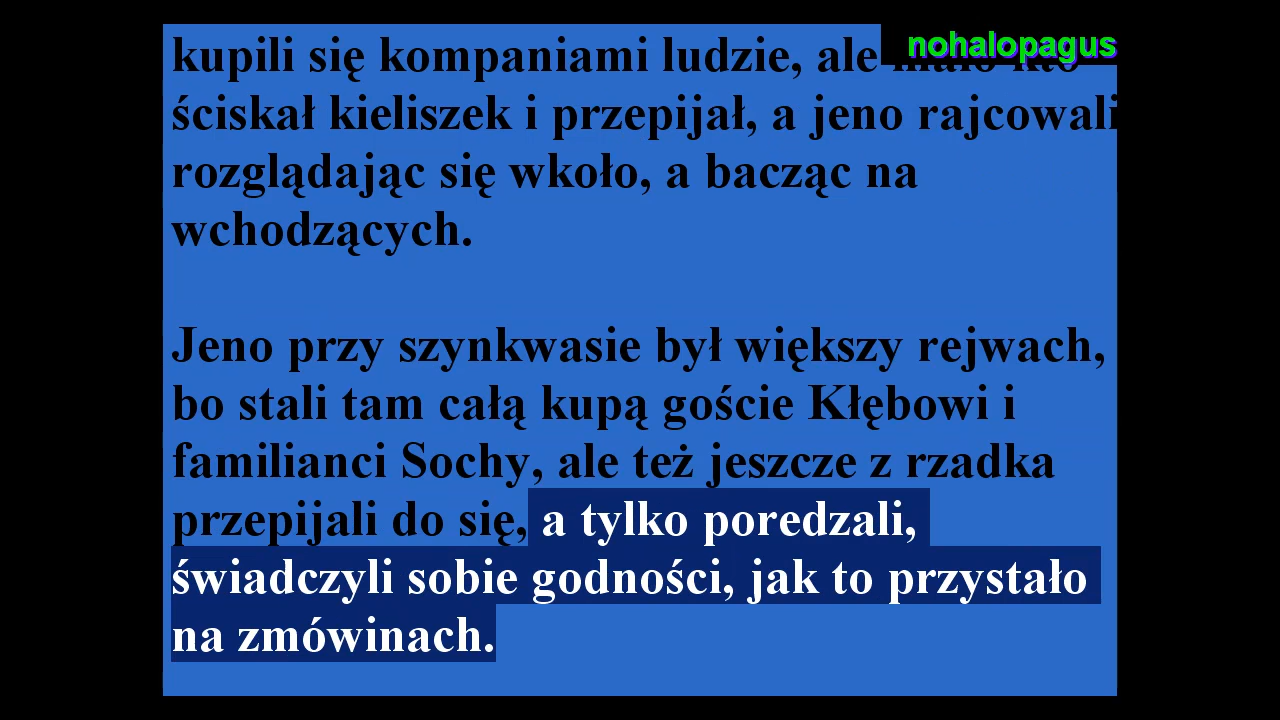 nohalopagus
kupili się kompaniami ludzie, ale mało kto
ściskał kieliszek i przepijał, a jeno rajcowali
rozglądając się wkoło, a bacząc na
wchodzących.
Jeno przy szynkwasie był większy rejwach,
bo stali tam całą kupą goście Kłębowi i
familianci Sochy, ale też jeszcze z rzadka
przepijali do się, a tylko poredzali,
świadczyli sobie godności, jak to przystało
na zmówinach.